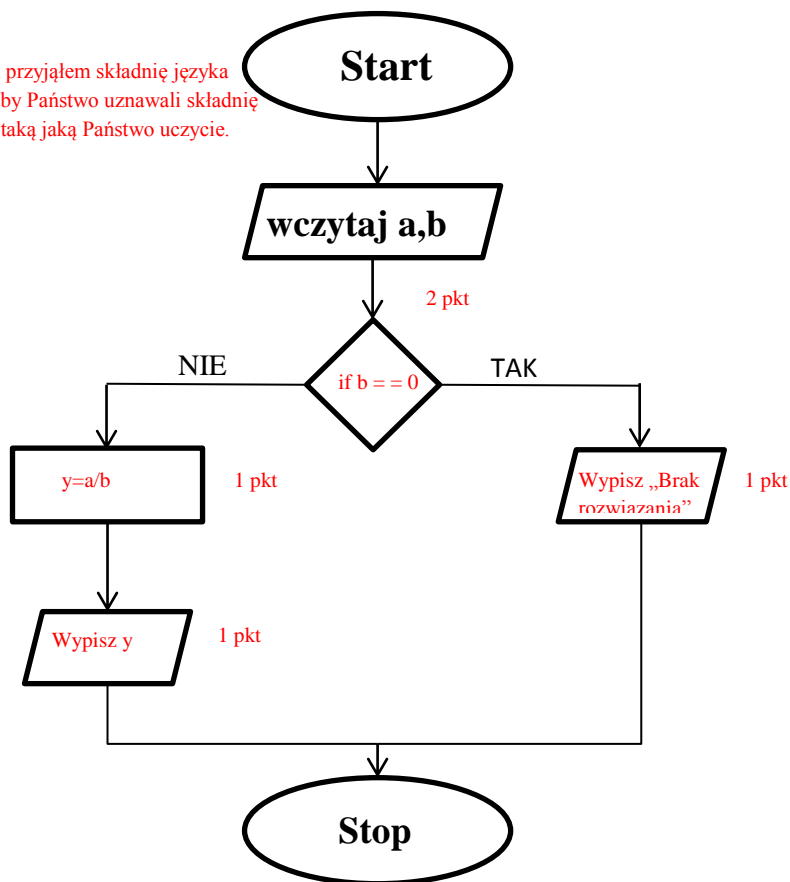 Start
przyjąłem składnię języka
by Państwo uznawali składnię
taką jaką Państwo uczycie.
wczytaj a,b
2 pkt
NIE
if b = = 0
TAK
y=a/b
1 pkt
Wypisz „Brak
rozwiązania”
1 pkt
Wypisz y
1 pkt
Stop